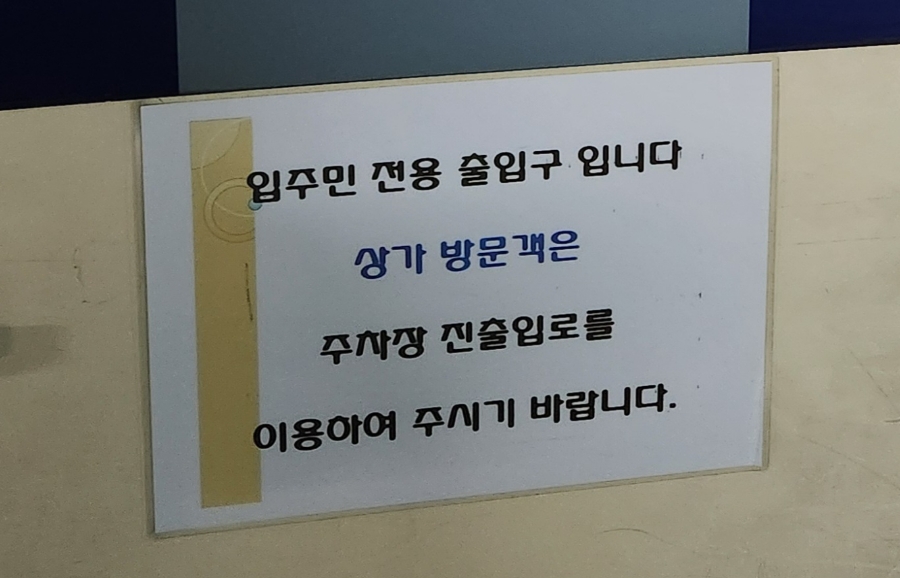 입주민 전용 출입구 입니다
상가 방문객은
주차장 진출입로를
이용하여 주시기 바랍니다.